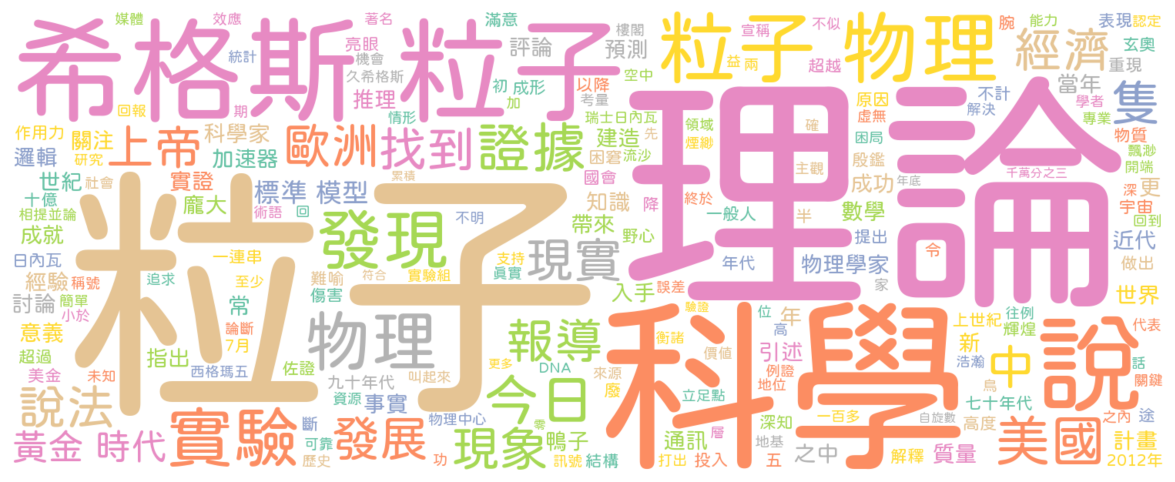 媒體 效應 著名 滿意 樓閣 宣稱 不似 腕 能力 表現 認定
希格斯 粒子 粒子 物理 經濟 玄奧
統計 亮眼 機會 評論 預測 益 兩 超越 重現
久希格斯 空中 當年
推理 初 成形 以降 原因 不計 隻
回報 期 情形 加 考量 虛無 解決 學者 專業
作用力 關注 上帝 科學家 歐洲 找到 證據 瑞士日內瓦 領域 確 理論 物質
邏輯 研究 加速器 建造 先 煙緲 困局 飄渺
困窘 流沙 殷鑑 開端
世紀 社會 實證 累積 國會 主觀 千萬分之三
十億 標準 模型 知識 降 終於 成功 年底 深 更
相提並論 龐大 術語 回 不明 一般人 半 數學 宇宙
成就 粒子 發現 帶來 野心 提出 令 回到
一連串 現實 近代
日內瓦 支持 年代 物理學家 做出
經驗 稱號 追求 至少 難喻 符合 實驗組 真實 入手 誤差 家 世界
討論 簡單 傷害 驗證
小於 常 科學 位 年 上世紀 往例
意義 論斷 7月 物理 報導 衝諸 高 新 輝煌 說 代表
超過 指出 佐證 更多 價值 引述 浩瀚 中 話
美金 未知 西格瑪五 九十年代 叫起來 DNA 來源 例證 鳥 關鍵
說法 資源 事實 今日 廢 立足點 地位 七十年代
實驗 斷 發展 物理中心 零 層 深知 一百多 自旋數 高度 美國 之內 途
黃金 時代 可靠 現象 鴨子 通訊 地基 之中 計畫
歷史 功 訊號 結構 打出 投入 五 解釋 質量 2012年